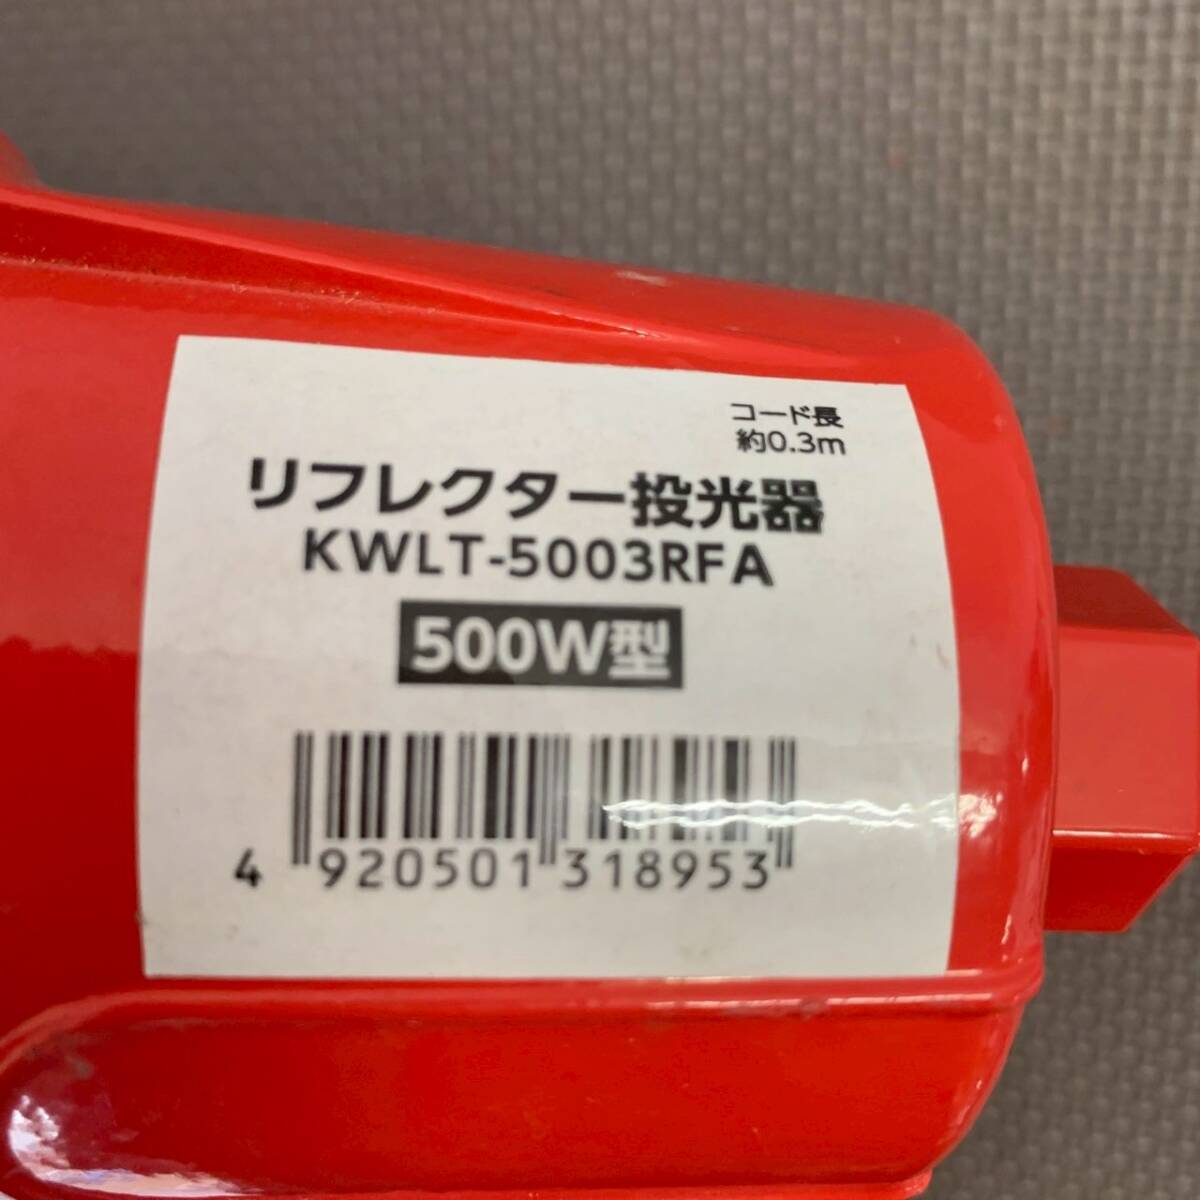 コード長
約0.3m
リフレクター投光器
KWLT-5003RFA
500W型
4 920501 318953